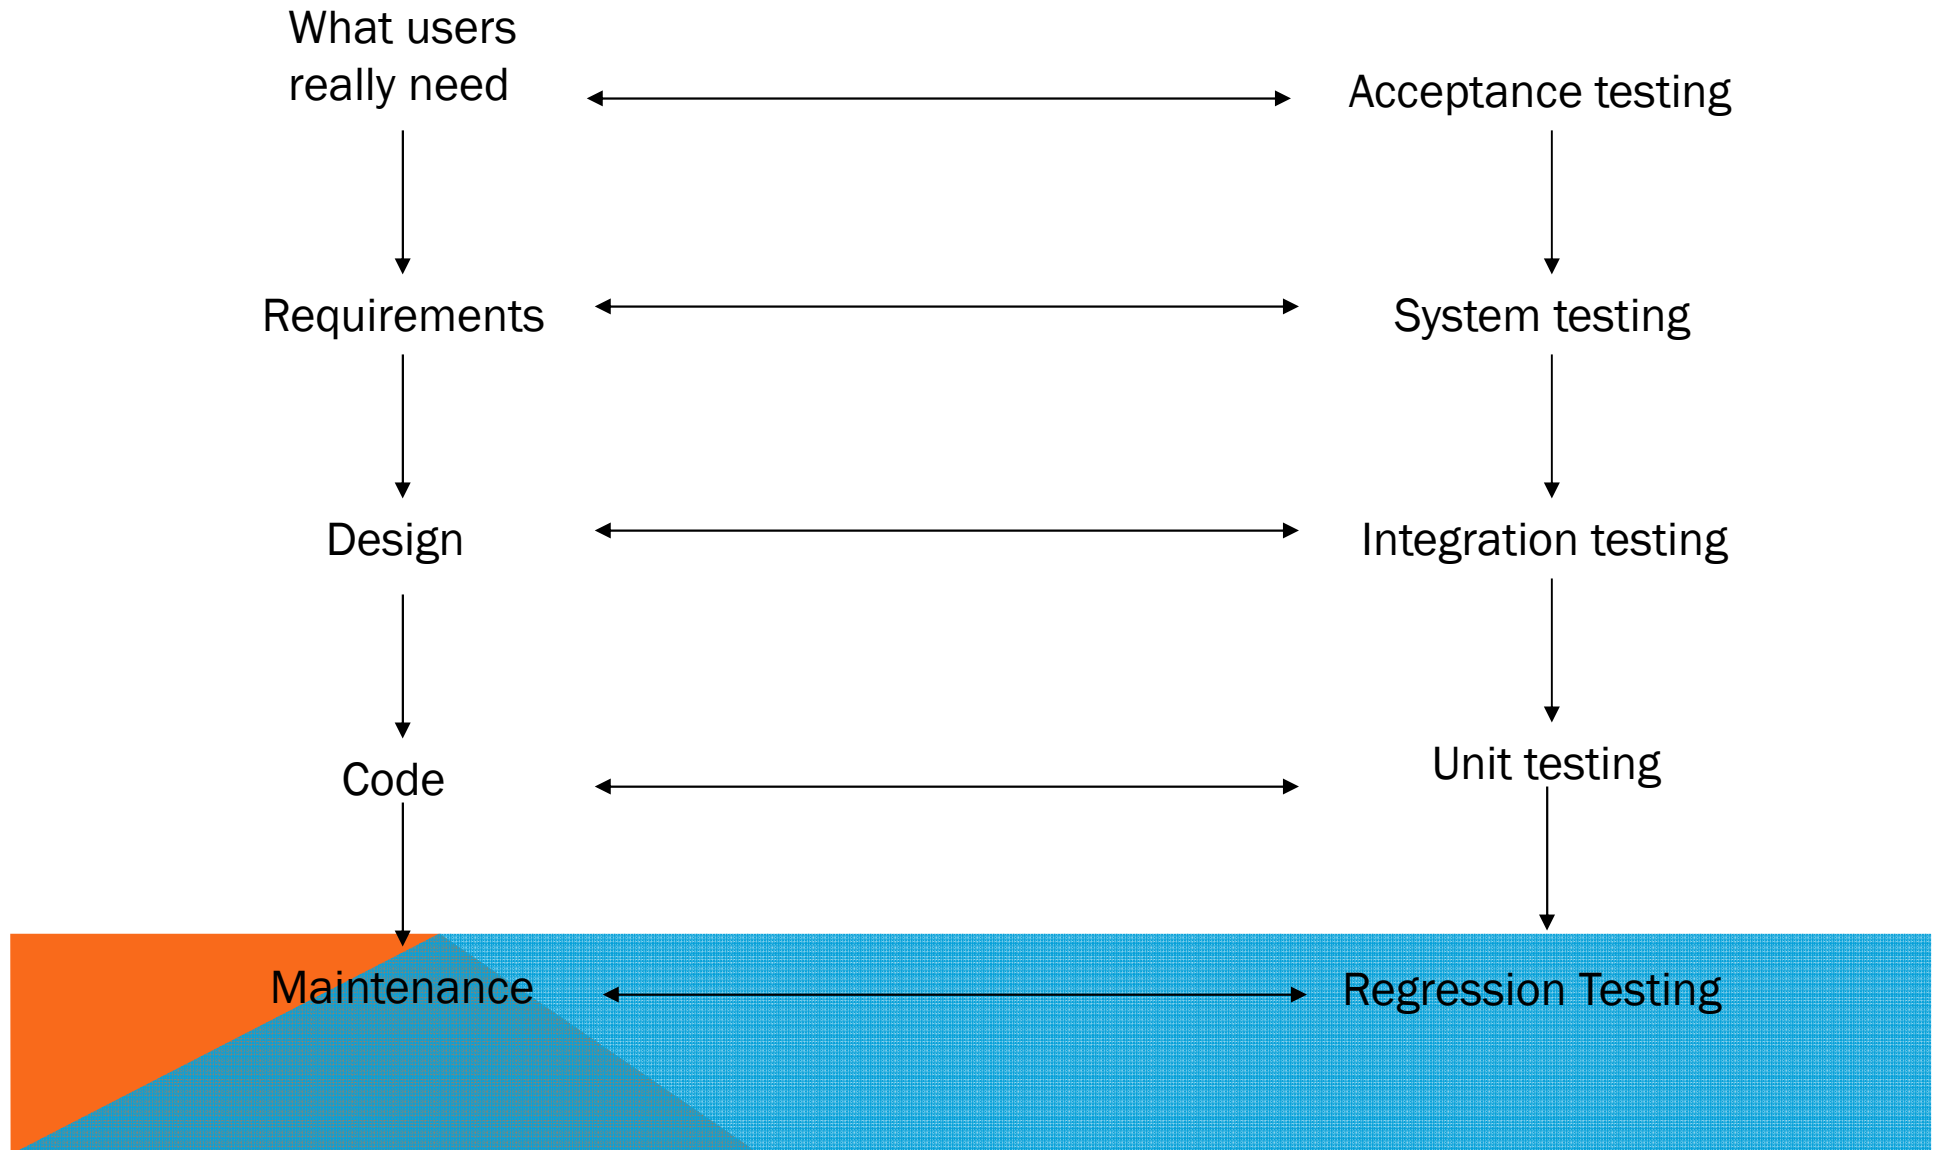 What users
really need
Acceptance testing
Requirements
System testing
Design
Integration testing
Code
Unit testing
Maintenance
Regression Testing